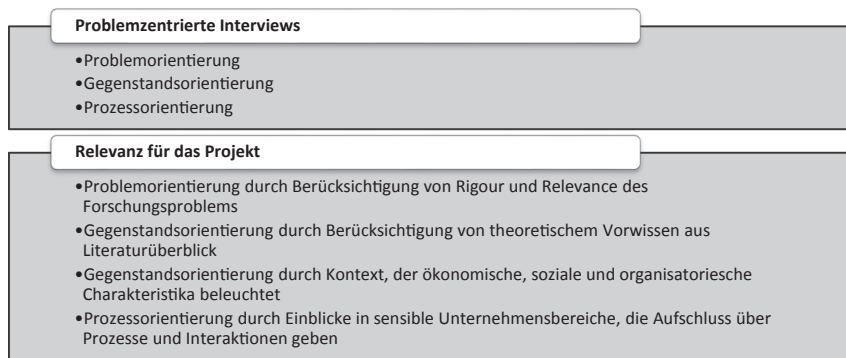 Problemzentrierte Interviews
•Problemorientierung
•Gegenstandsorientierung
•Prozessorientierung
Relevanz für das Projekt
•Problemorientierung durch Berücksichtigung von Rigour und Relevance des
Forschungsproblems
•Gegenstandsorientierung durch Berücksichtigung von theoretischem Vorwissen aus
Literaturüberblick
•Gegenstandsorientierung durch Kontext, der ökonomische, soziale und organisatoriesche
Charakteristika beleuchtet
•Prozessorientierung durch Einblicke in sensible Unternehmensbereiche, die Aufschluss über
Prozesse und Interaktionen geben